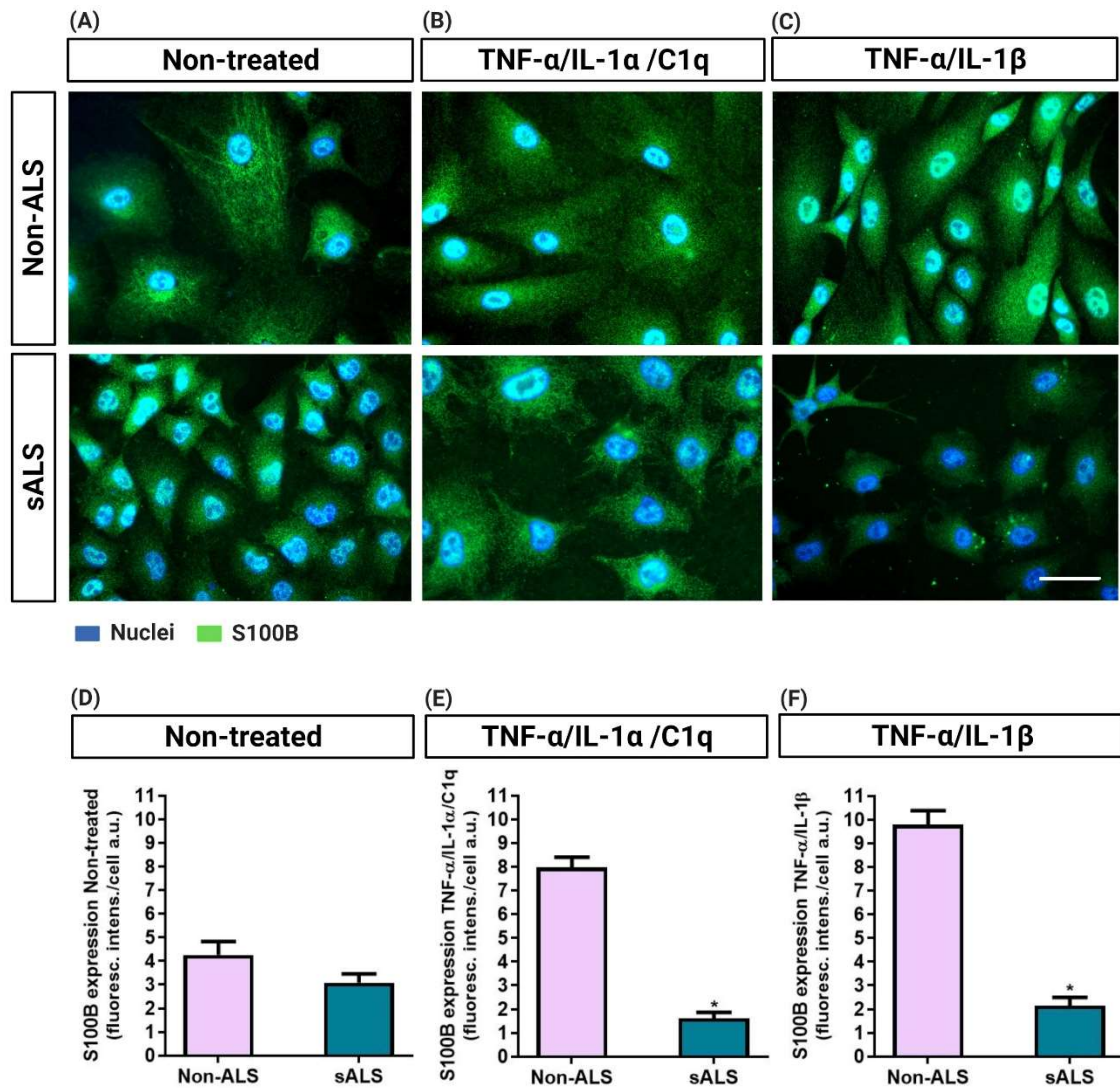 (A)
Non-treated
(B)
TNF-α/IL-1α /C1q
(C)
TNF-α/IL-1β
Non-ALS
sALS
Nuclei S100B
(D)
Non-treated
(E)
TNF-α/IL-1α /C1q
(F)
TNF-α/IL-1β
S100B expression Non-treated
(fluoresc. intens./cell a.u.)
11
10
9
8
7
6
5
4
3
2
1
0
Non-ALS sALS
S100B expression TNF-α/IL-1α/C1q
(fluoresc. intens./cell a.u.)
11
10
9
8
7
6
5
4
3
2
1
0
*
Non-ALS sALS
S100B expression TNF-α/IL-1β
(fluoresc. intens./cell a.u.)
11
10
9
8
7
6
5
4
3
2
1
0
*
Non-ALS sALS